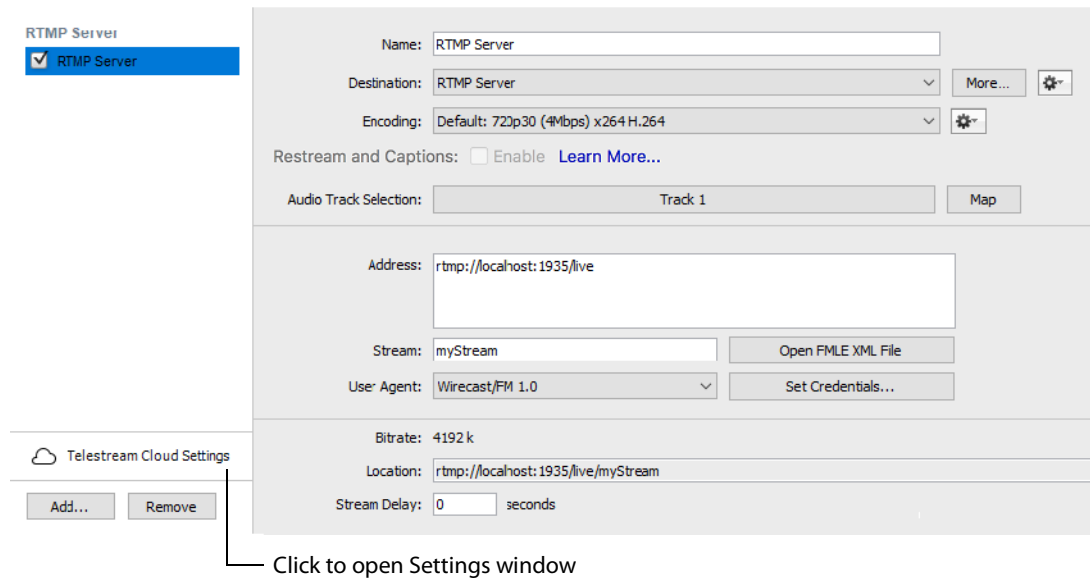 RTMP Server
RTMP Server
Name: RTMP Server
Destination: RTMP Server More...
Encoding: Default: 720p30 (4Mbps) x264 H.264
Restream and Captions: Enable Learn More...
Audio Track Selection: Track 1 Map
Address: rtmp://localhost:1935/live
Stream: myStream Open FMLE XML File
User Agent: Wirecast/FM 1.0 Set Credentials...
Bitrate: 4192 k
Telestream Cloud Settings
Location: rtmp://localhost:1935/live/myStream
Stream Delay: 0 seconds
Add... Remove
Click to open Settings window